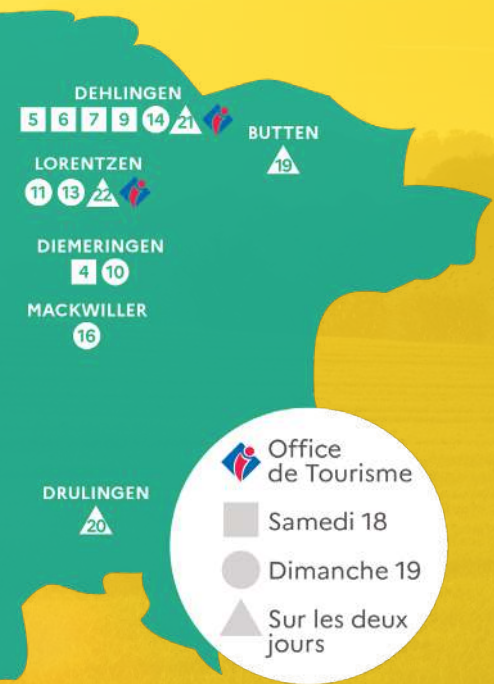 DEHLINGEN
5 6 7 9 14 21
BUTTEN
19
LORENTZEN
11 13 22
DIEMERINGEN
4 10
MACKWILLER
16
DRULINGEN
20
Office
de Tourisme
Samedi 18
Dimanche 19
Sur les deux
jours